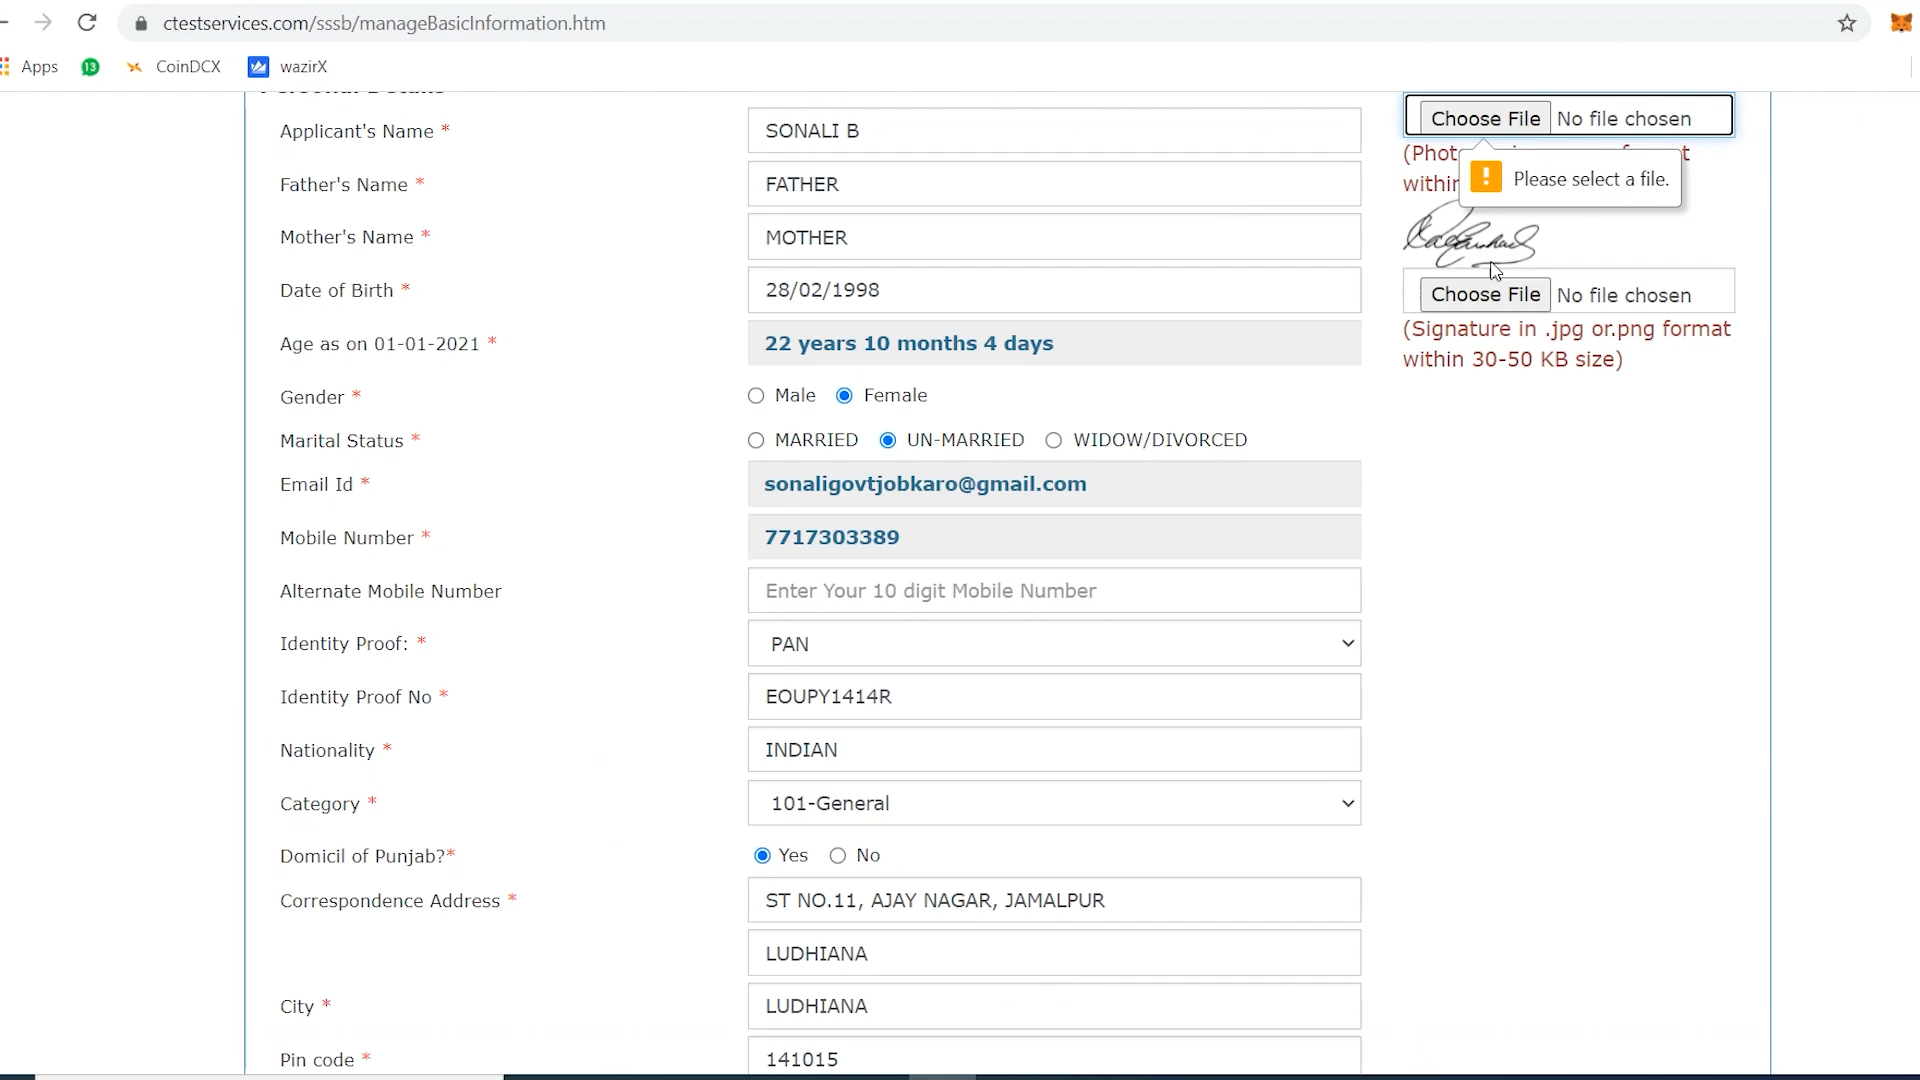 ctestservices.com/sssb/manageBasicInformation.htm
Apps 13 CoinDCX wazirX
Applicant's Name * SONALI B
Choose File No file chosen
Please select a file.
Father's Name * FATHER
Mother's Name * MOTHER
Date of Birth * 28/02/1998
Choose File No file chosen
(Signature in .jpg or.png format
within 30-50 KB size)
Age as on 01-01-2021 * 22 years 10 months 4 days
Gender * Male Female
Marital Status * MARRIED UN-MARRIED WIDOW/DIVORCED
Email Id * sonaligovtjobkaro@gmail.com
Mobile Number * 7717303389
Alternate Mobile Number Enter Your 10 digit Mobile Number
Identity Proof: * PAN
Identity Proof No * EOUPY1414R
Nationality * INDIAN
Category * 101-General
Domicil of Punjab?* Yes No
Correspondence Address * ST NO.11, AJAY NAGAR, JAMALPUR
LUDHIANA
City * LUDHIANA
Pin code * 141015